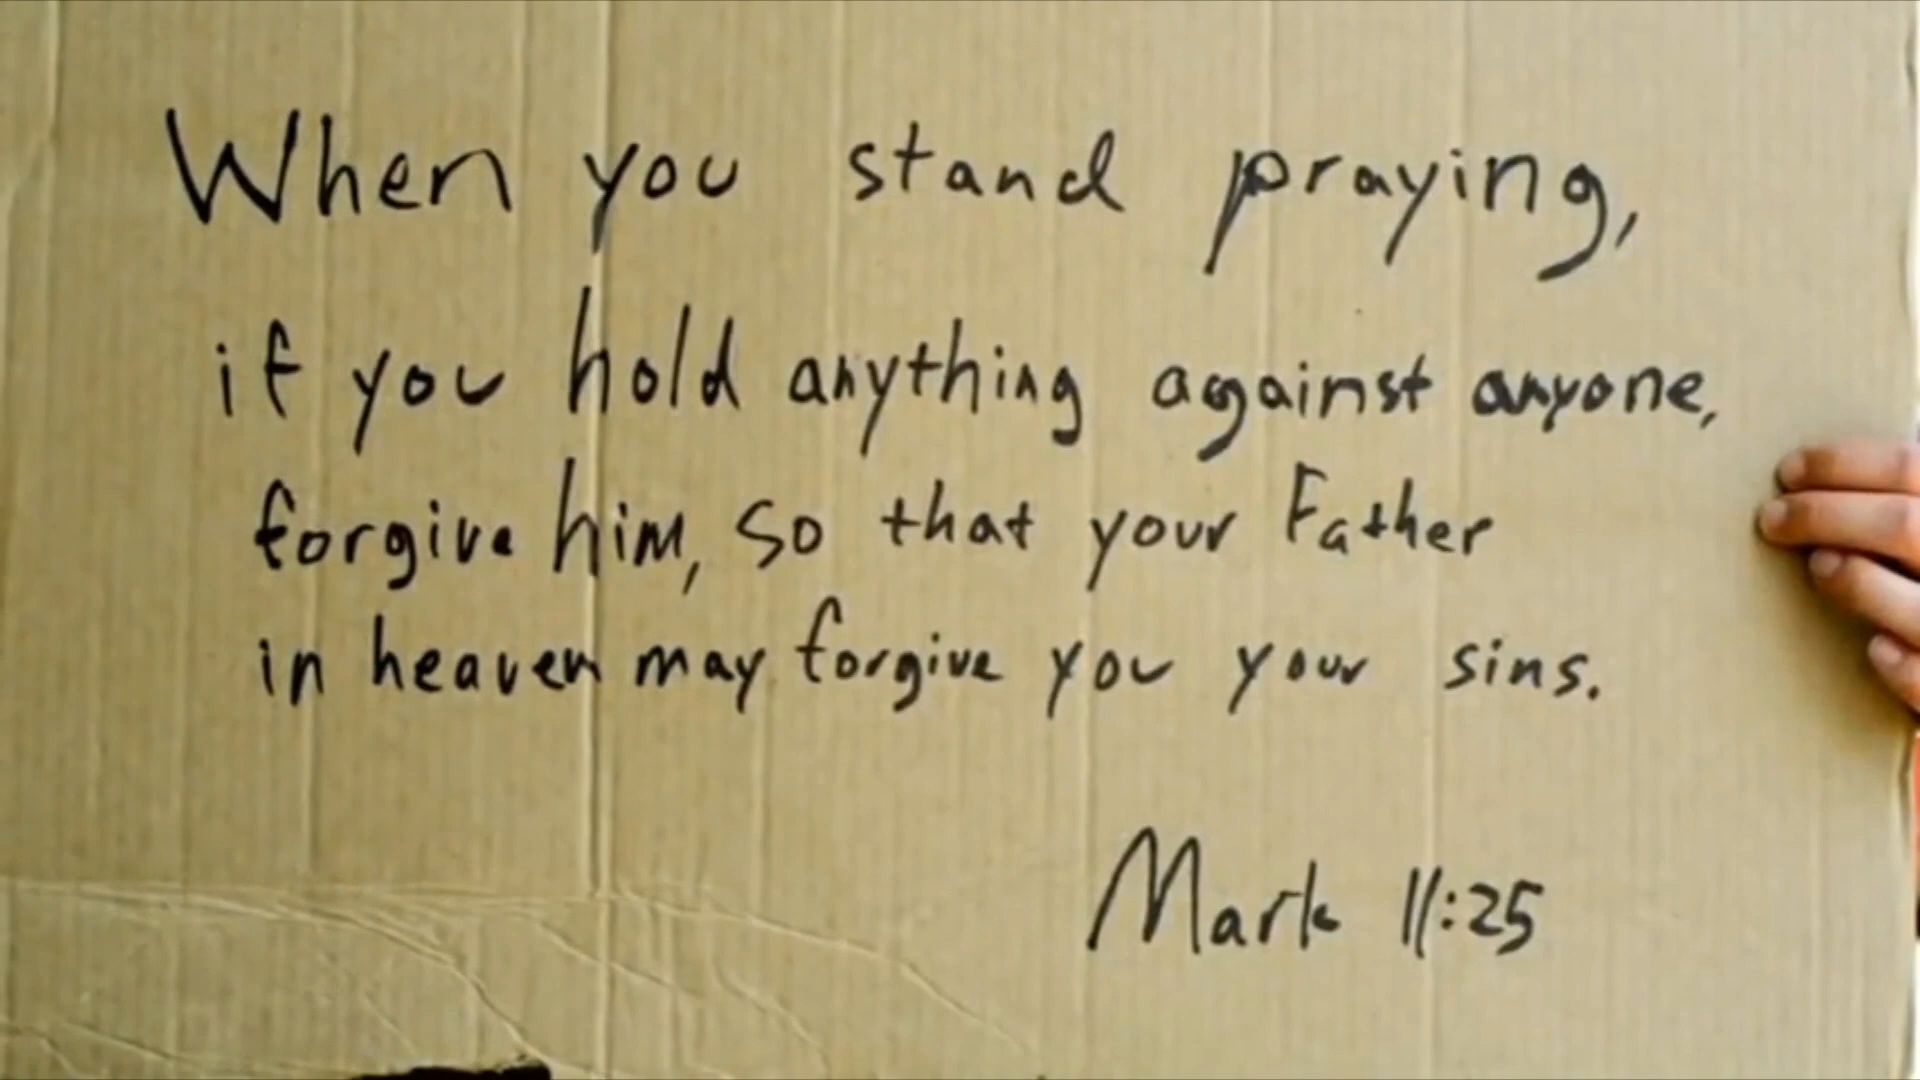 When you stand praying,
if you hold anything against anyone,
forgive him, so that your Father
in heaven may forgive you your sins.
Mark 11:25